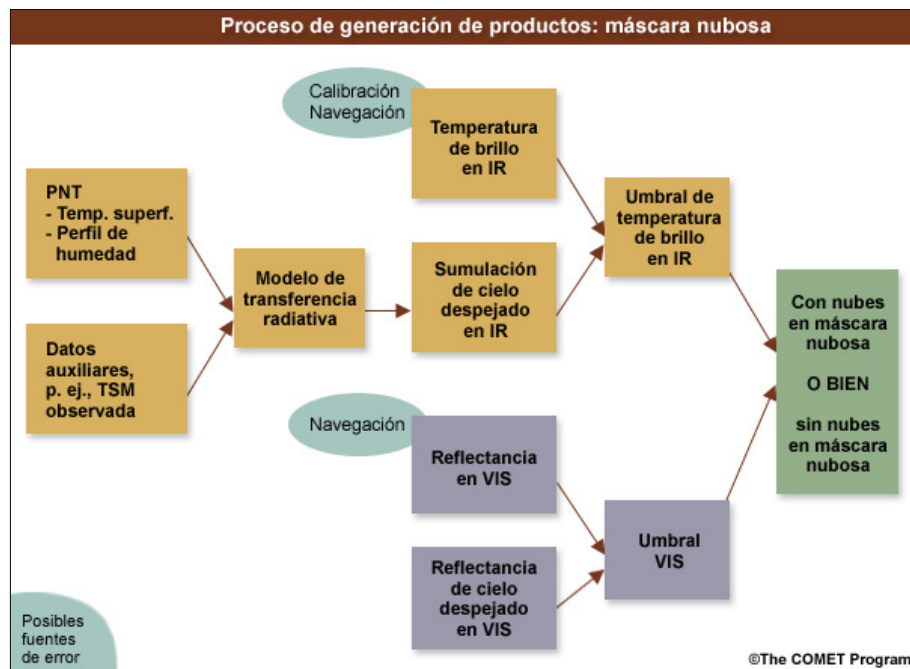 Proceso de generación de productos: máscara nubosa
Calibración
Navegación
Temperatura
de brillo
en IR
PNT
- Temp. superf.
- Perfil de
humedad
Umbral de
temperatura
de brillo
en IR
Modelo de
transferencia
radiativa
Sumulación
de cielo
despejado
en IR
Datos
auxiliares,
p. ej., TSM
observada
Con nubes
en máscara
nubosa
O BIEN
sin nubes
en máscara
nubosa
Navegación
Reflectancia
en VIS
Umbral
VIS
Reflectancia
de cielo
despejado
en VIS
Posibles
fuentes
de error
©The COMET Program